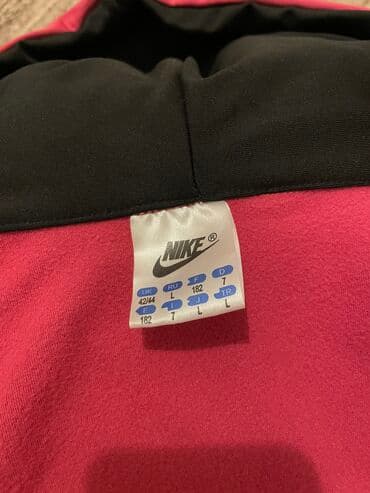 NIKE®
UK RU F D
42/44 L 182 7
E I J TR
182 7 L L